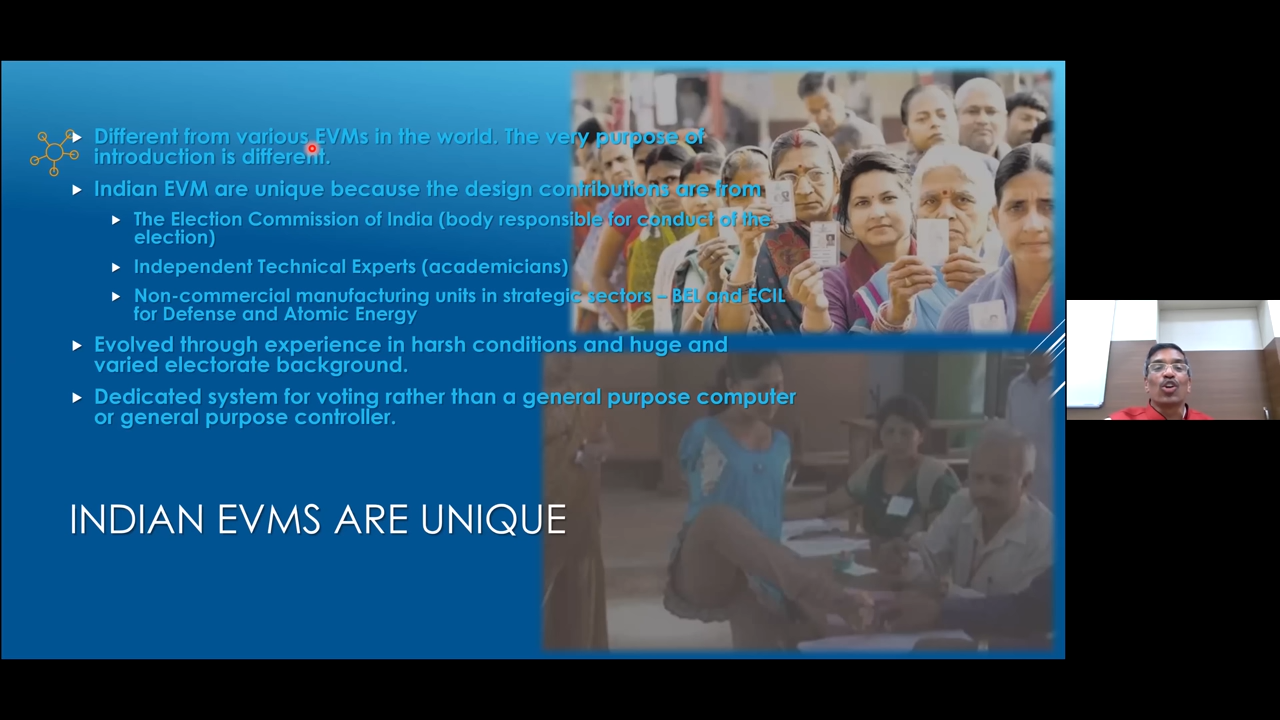 Different from various EVMs in the world. The very purpose of
introduction is different.
Indian EVM are unique because the design contributions are from
The Election Commission of India (body responsible for conduct of the
election)
Independent Technical Experts (academicians)
Non-commercial manufacturing units in strategic sectors – BEL and ECIL
for Defense and Atomic Energy
Evolved through experience in harsh conditions and huge and
varied electorate background.
Dedicated system for voting rather than a general purpose computer
or general purpose controller.
INDIAN EVMS ARE UNIQUE